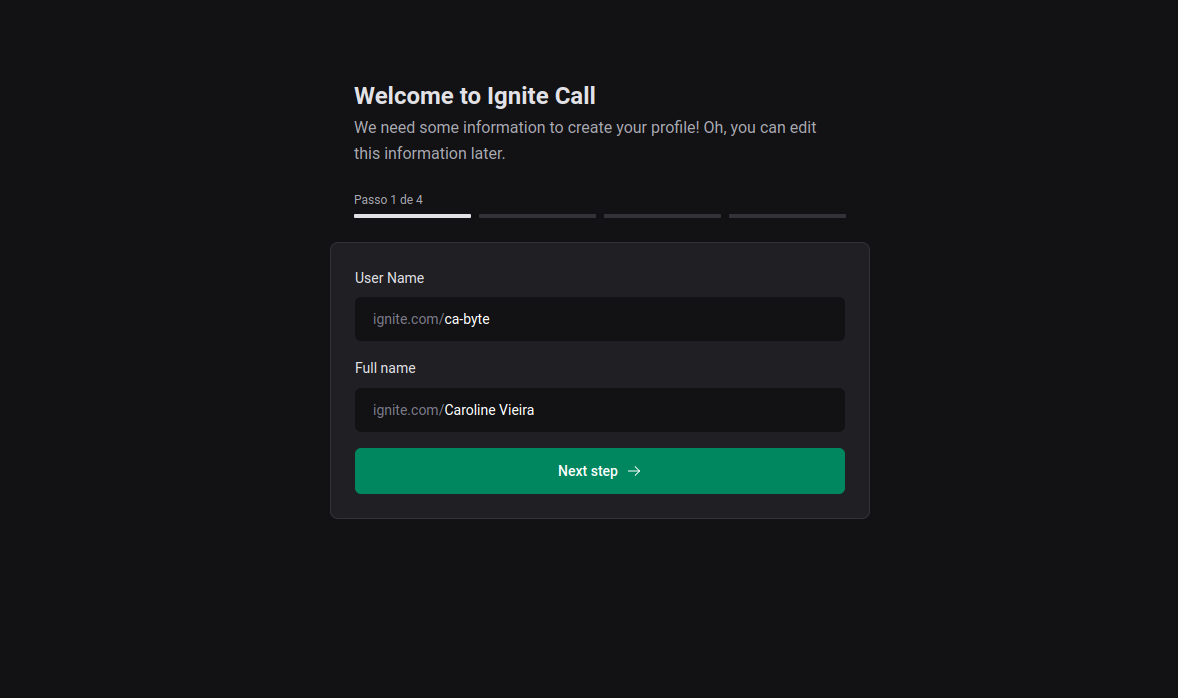 Welcome to Ignite Call
We need some information to create your profile! Oh, you can edit
this information later.
Passo 1 de 4
User Name
ignite.com/ca-byte
Full name
ignite.com/Caroline Vieira
Next step →